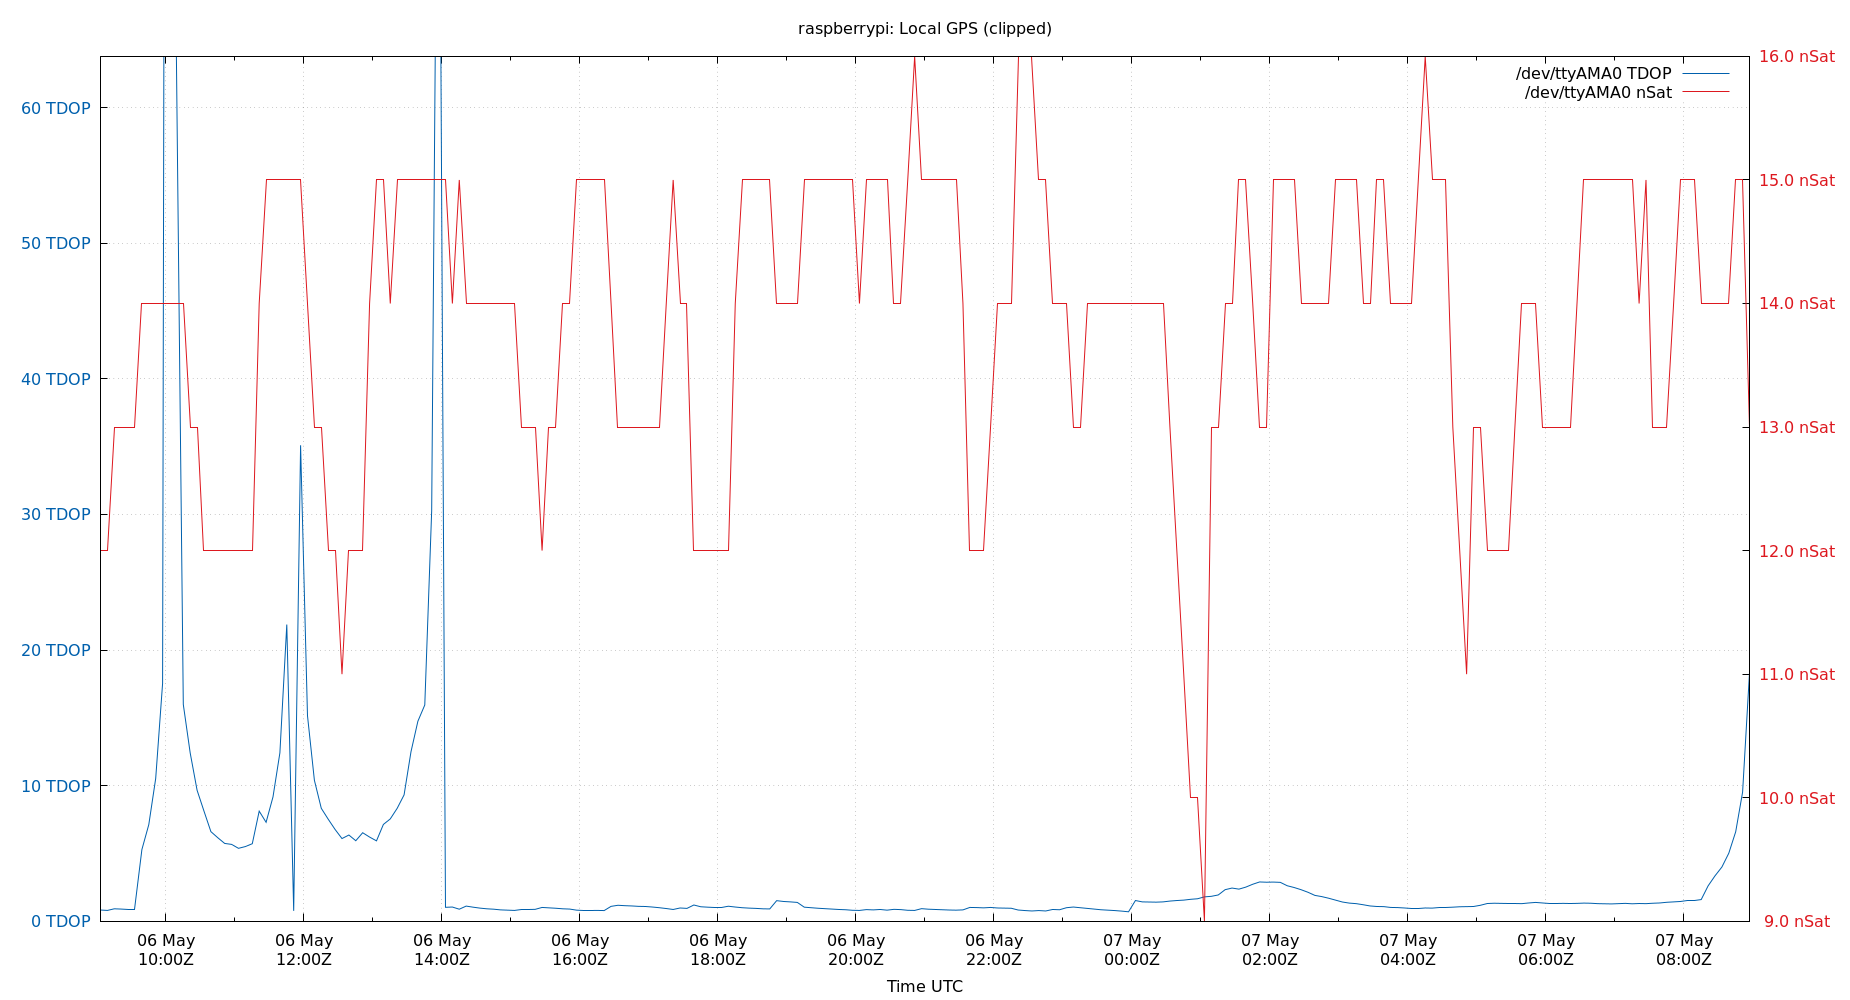 raspberrypi: Local GPS (clipped)
/dev/ttyAMA0 TDOP
/dev/ttyAMA0 nSat
60 TDOP
50 TDOP
40 TDOP
30 TDOP
20 TDOP
10 TDOP
0 TDOP
16.0 nSat
15.0 nSat
14.0 nSat
13.0 nSat
12.0 nSat
11.0 nSat
10.0 nSat
9.0 nSat
06 May
10:00Z
06 May
12:00Z
06 May
14:00Z
06 May
16:00Z
06 May
18:00Z
06 May
20:00Z
06 May
22:00Z
07 May
00:00Z
07 May
02:00Z
07 May
04:00Z
07 May
06:00Z
07 May
08:00Z
Time UTC